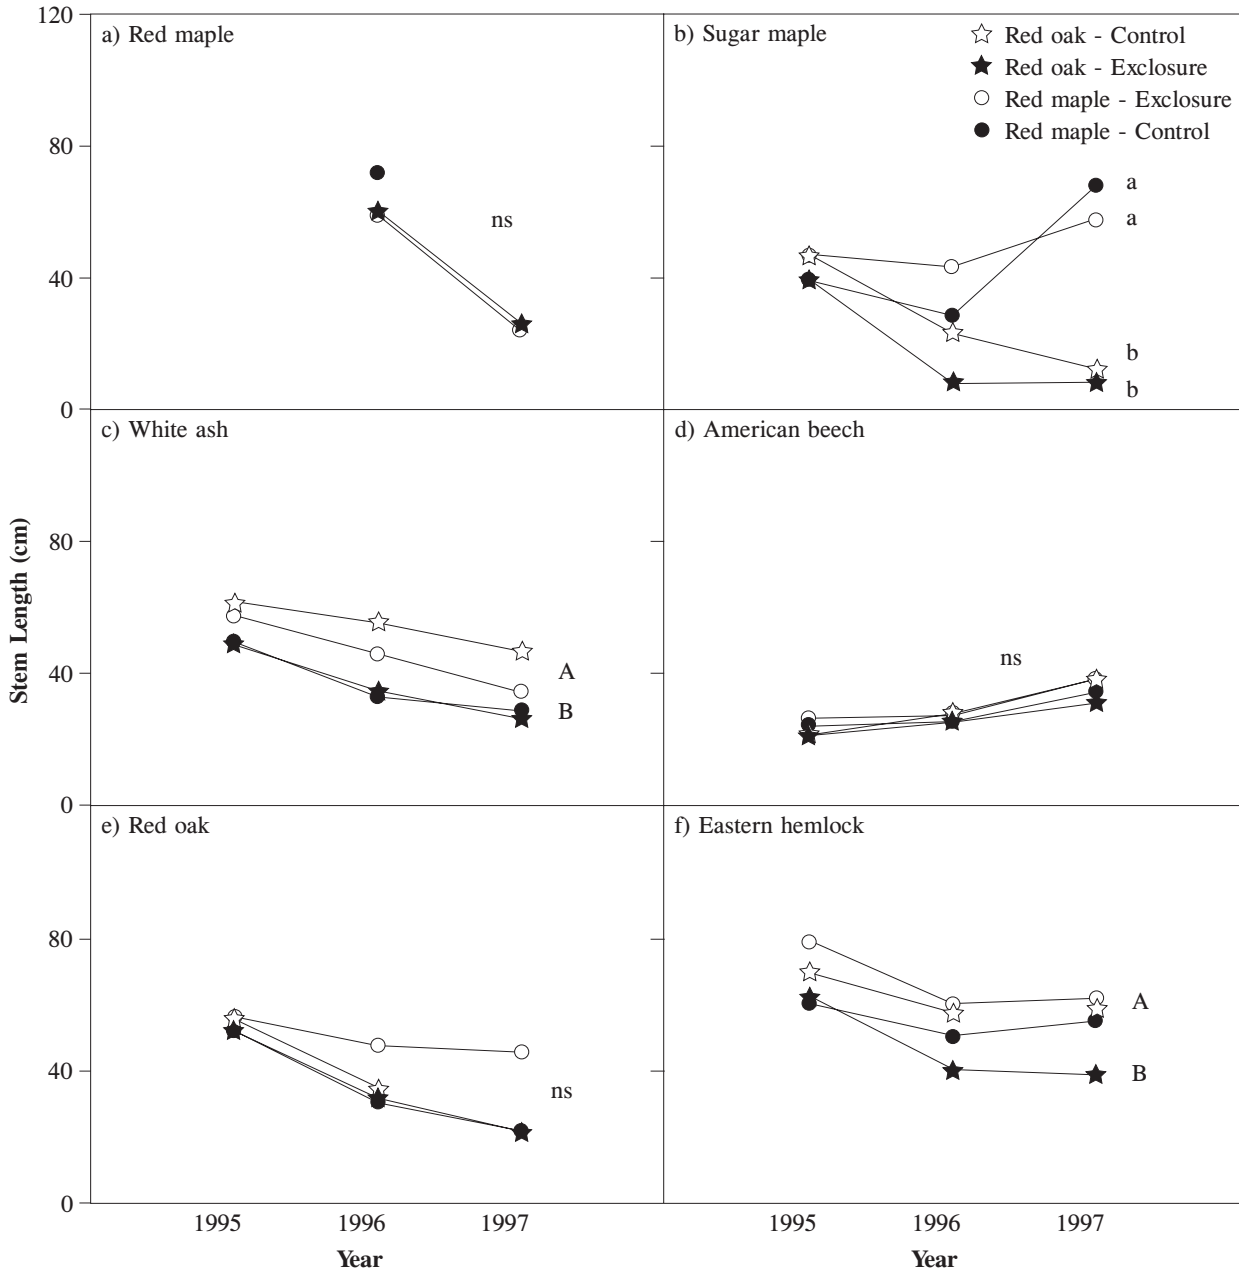 120
a) Red maple
b) Sugar maple
Red oak - Control
Red oak - Exclosure
Red maple - Exclosure
Red maple - Control
80
ns
a
a
40
b
b
0
c) White ash
d) American beech
Stem Length (cm)
80
40
A
B
ns
0
e) Red oak
f) Eastern hemlock
80
40
ns
A
B
0
1995 1996 1997
Year
1995 1996 1997
Year